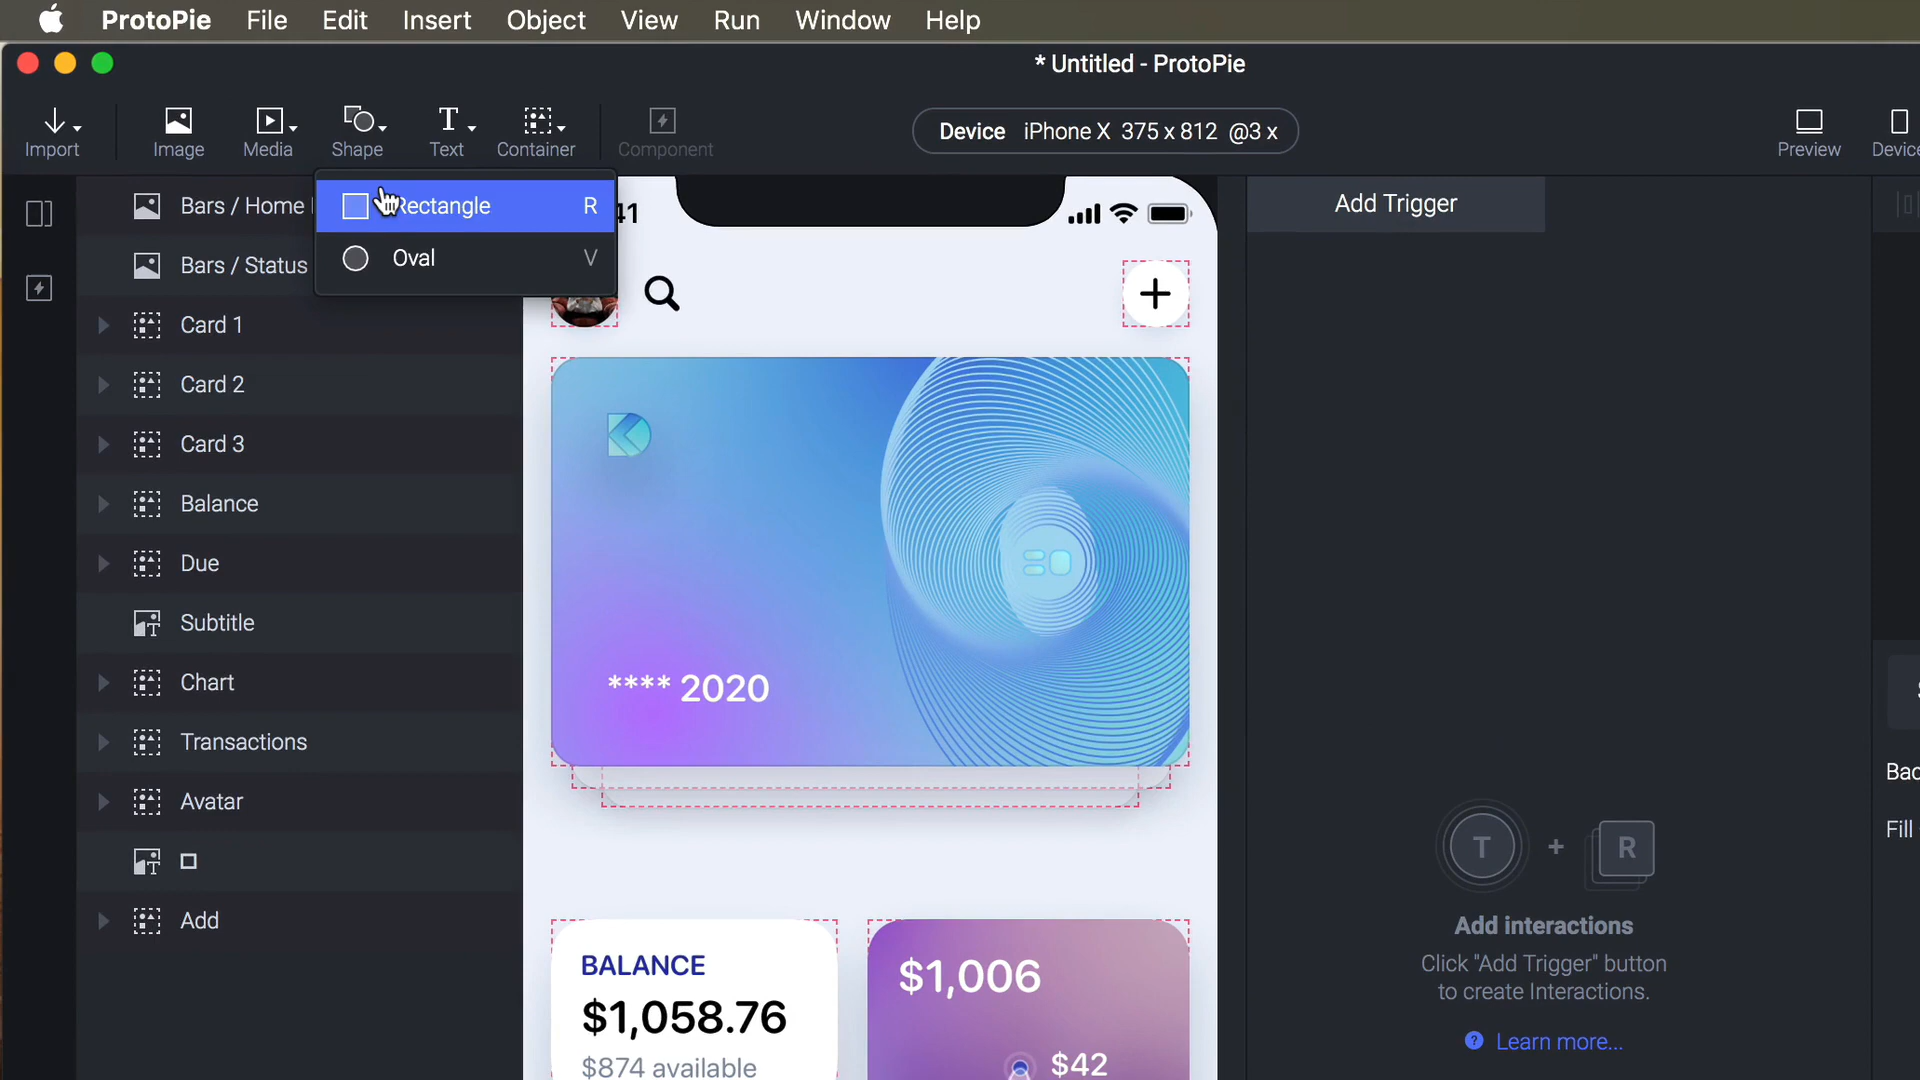 ProtoPie File Edit Insert Object View Run Window Help
* Untitled - ProtoPie
Import Image Media Shape Text Container Component
Device iPhone X 375 x 812 @3 x
Preview
Rectangle R
Oval V
41
Add Trigger
Bars / Home
Bars / Status
Card 1
Card 2
Card 3
Balance
Due
Subtitle
Chart
Transactions
Avatar
Add
**** 2020
BALANCE
$1,058.76
$874 available
$1,006
$42
T + R
Add interactions
Click "Add Trigger" button
to create Interactions.
? Learn more...
Fill